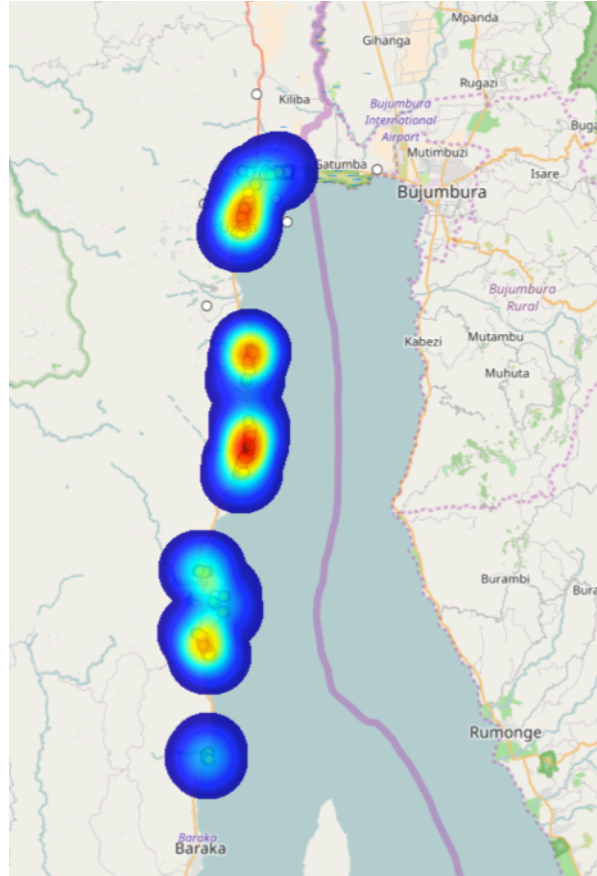 Mpanda
Gihanga
Rugazi
Kiliba
Bujumbura
International
Airport
Buga
Mutimbuzi
Gatumba
Isare
Bujumbura
Bujumbura
Rural
Kabezi
Mutambu
Muhuta
Burambi
Bura
Rumonge
Baraka
Baraka